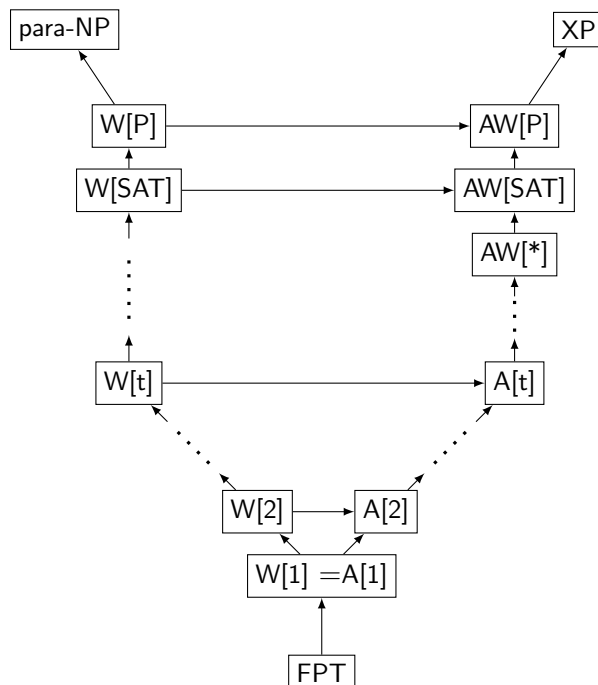 para-NP
XP
W[P]
AW[P]
W[SAT]
AW[SAT]
AW[*]
W[t]
A[t]
W[2]
A[2]
W[1] =A[1]
FPT